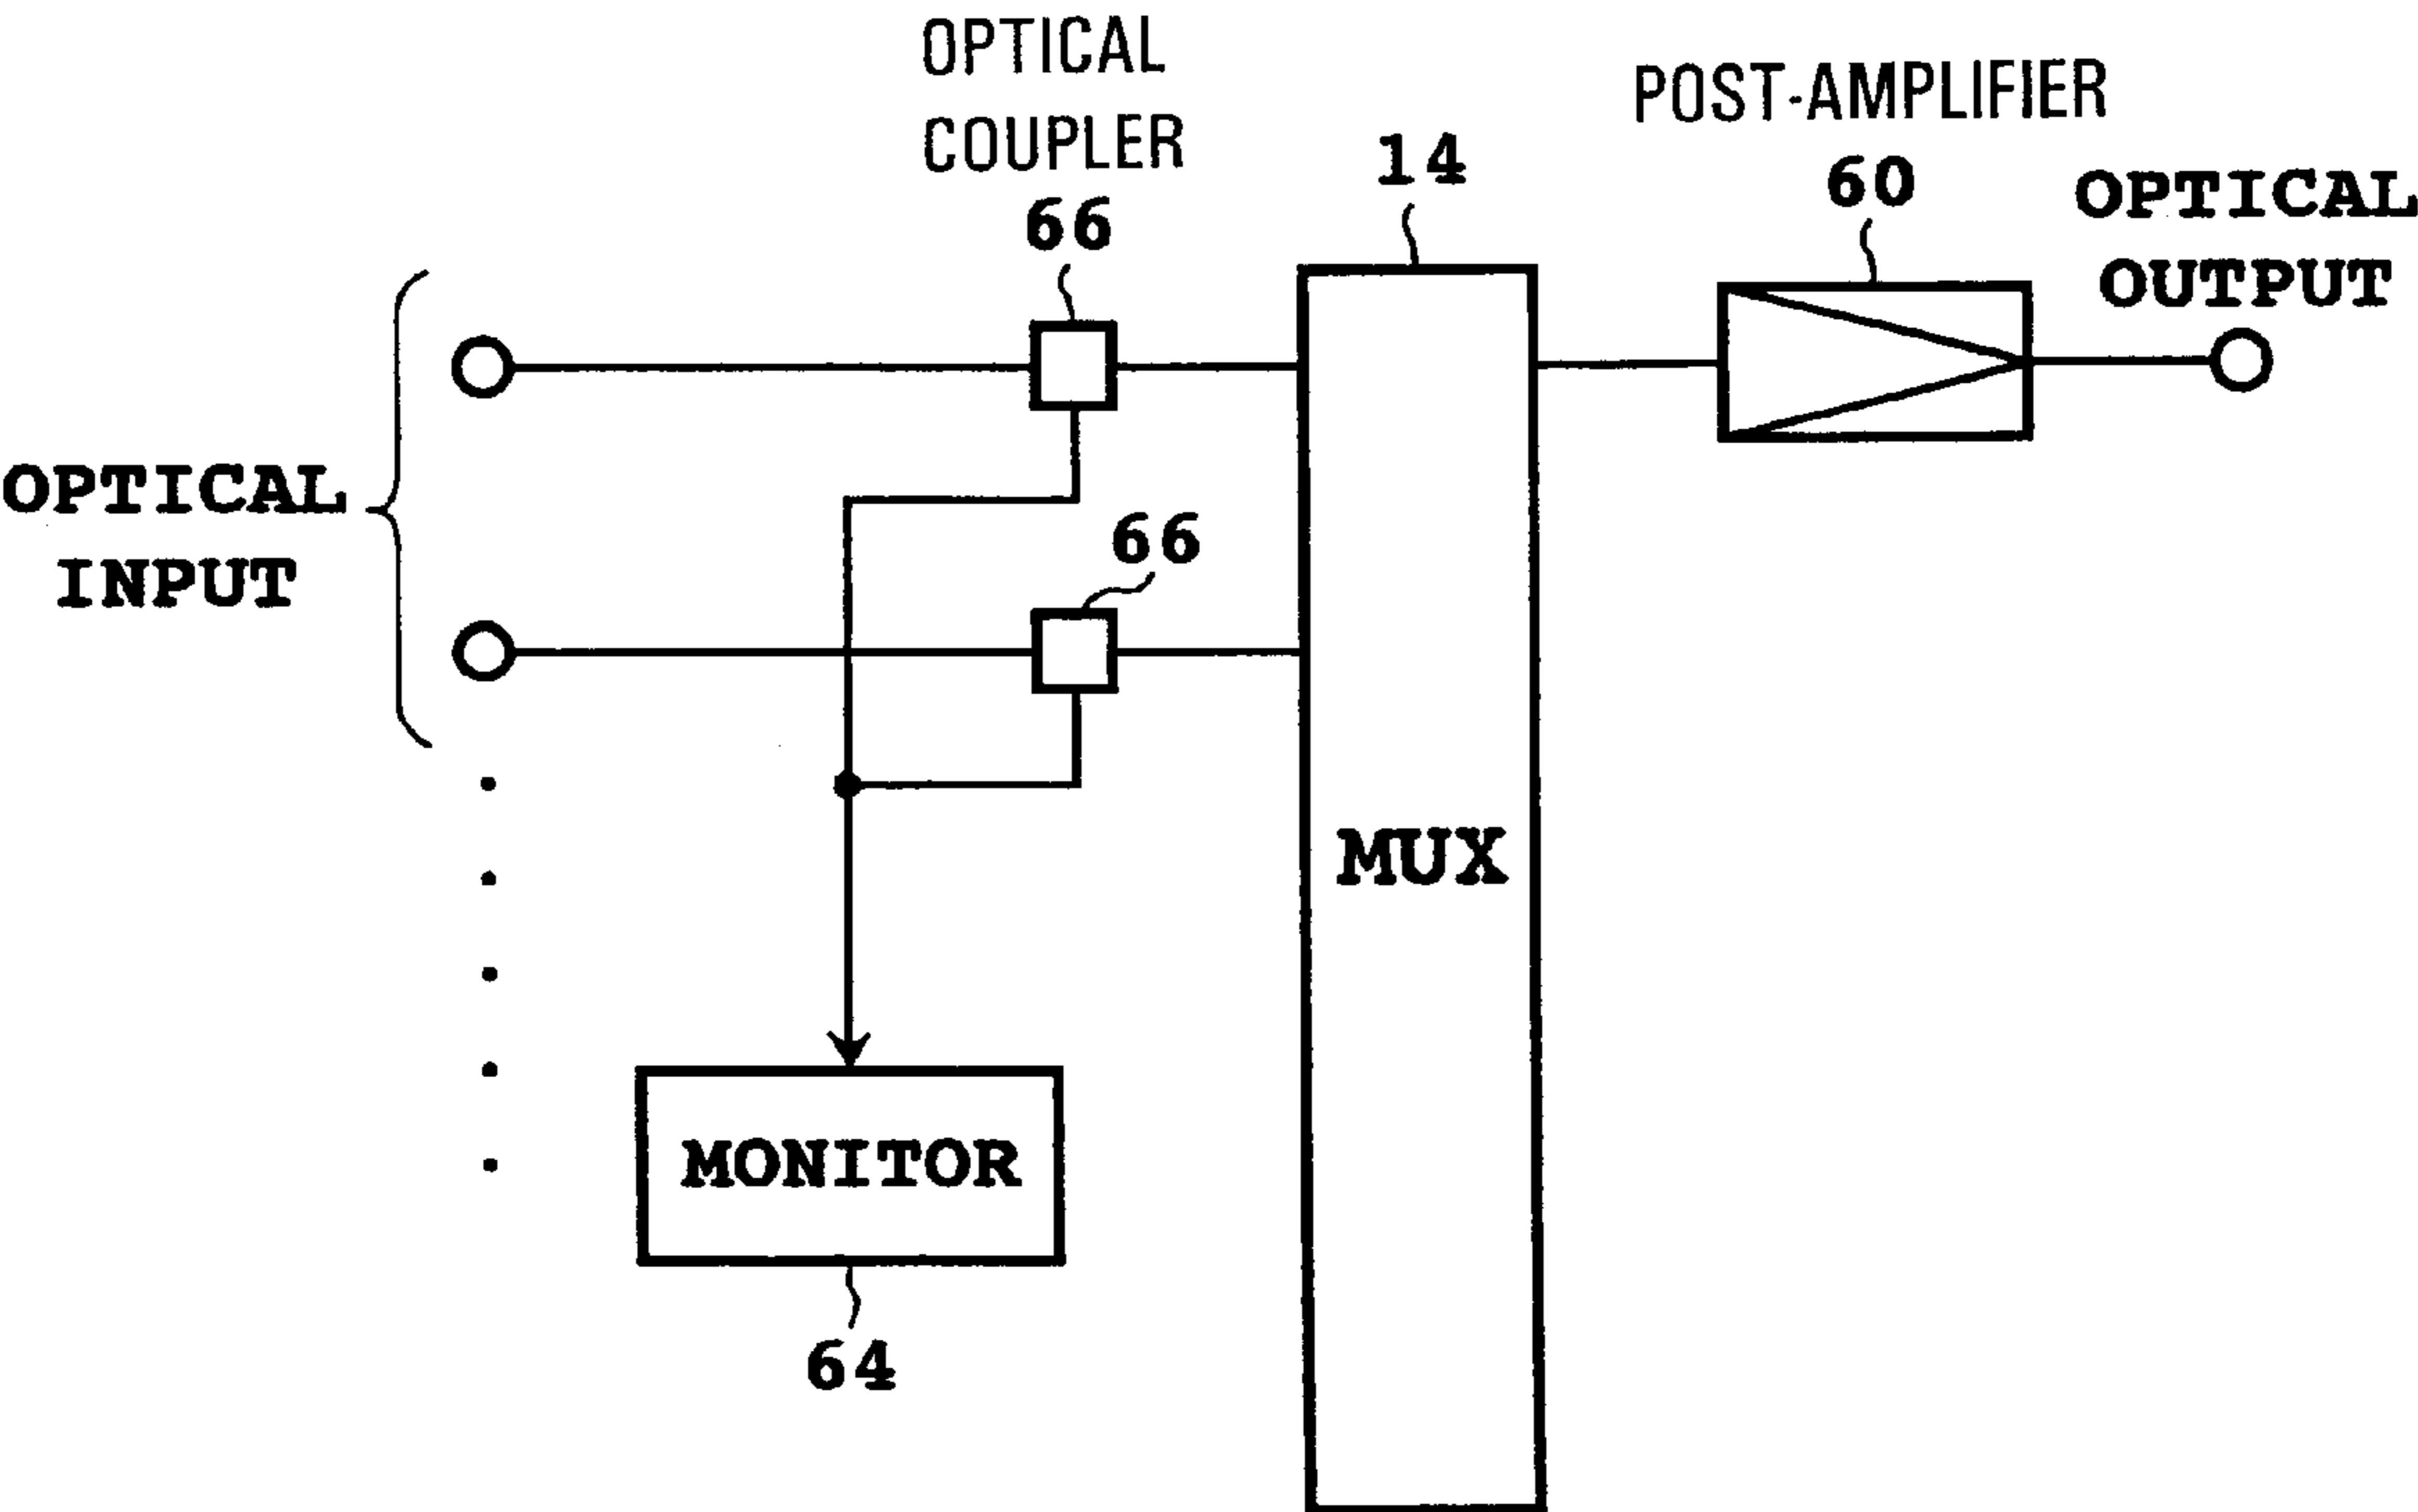 OPTICAL
COUPLER
66
14
POST-AMPLIFIER
60
OPTICAL
OUTPUT
OPTICAL
INPUT
66
MUX
MONITOR
64